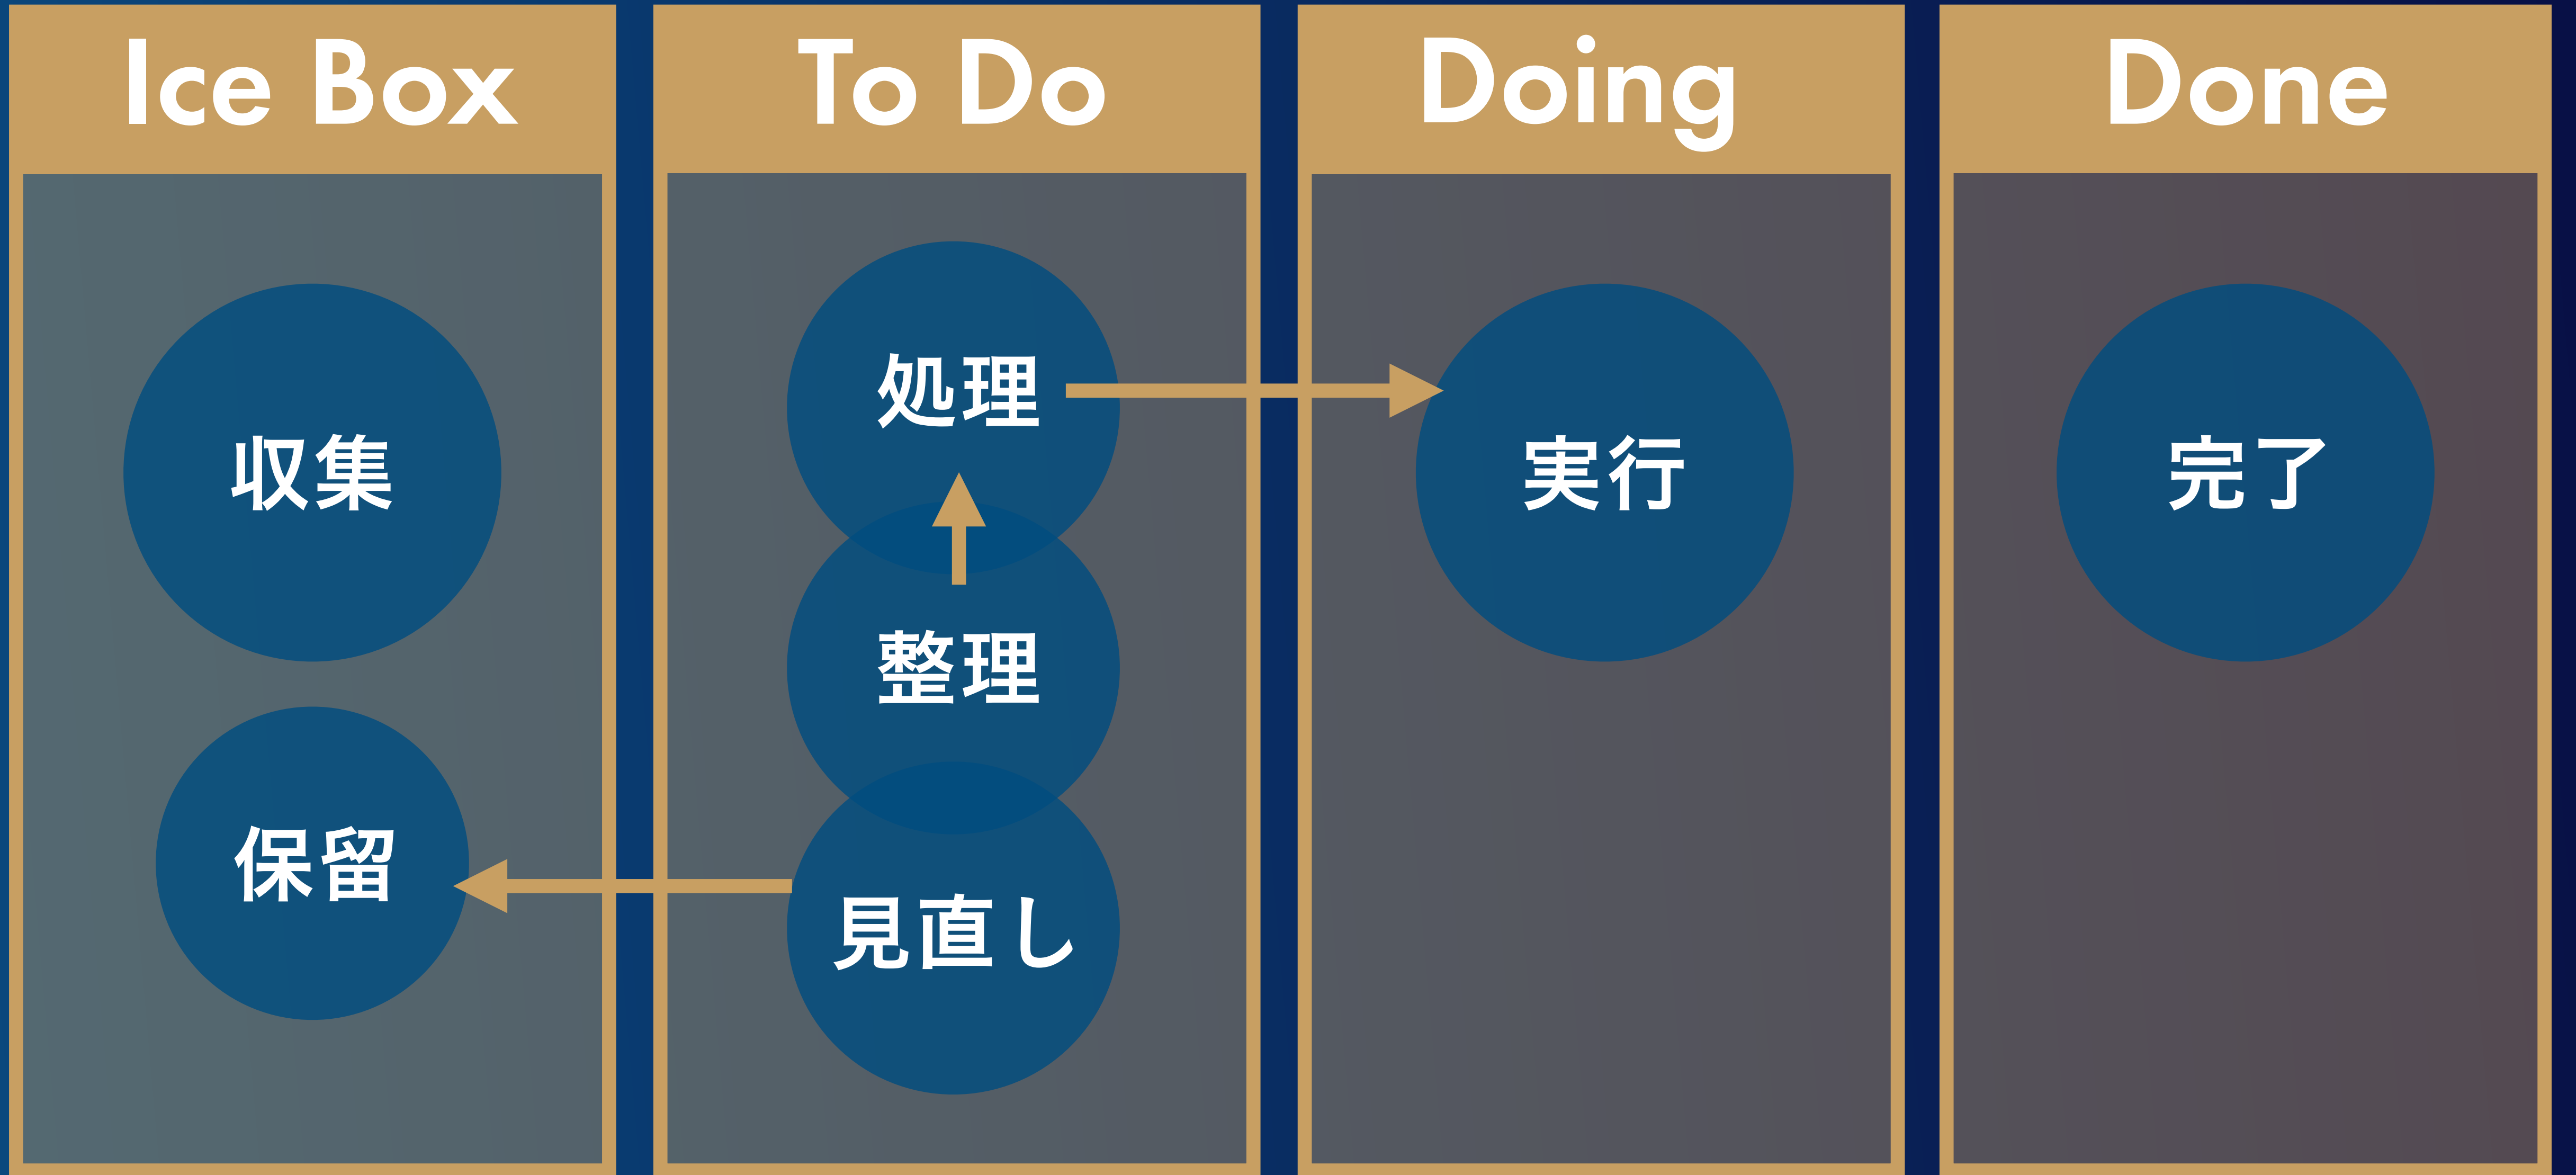 Ice Box
To Do
Doing
Done
収集
保留
処理
整理
見直し
実行
完了